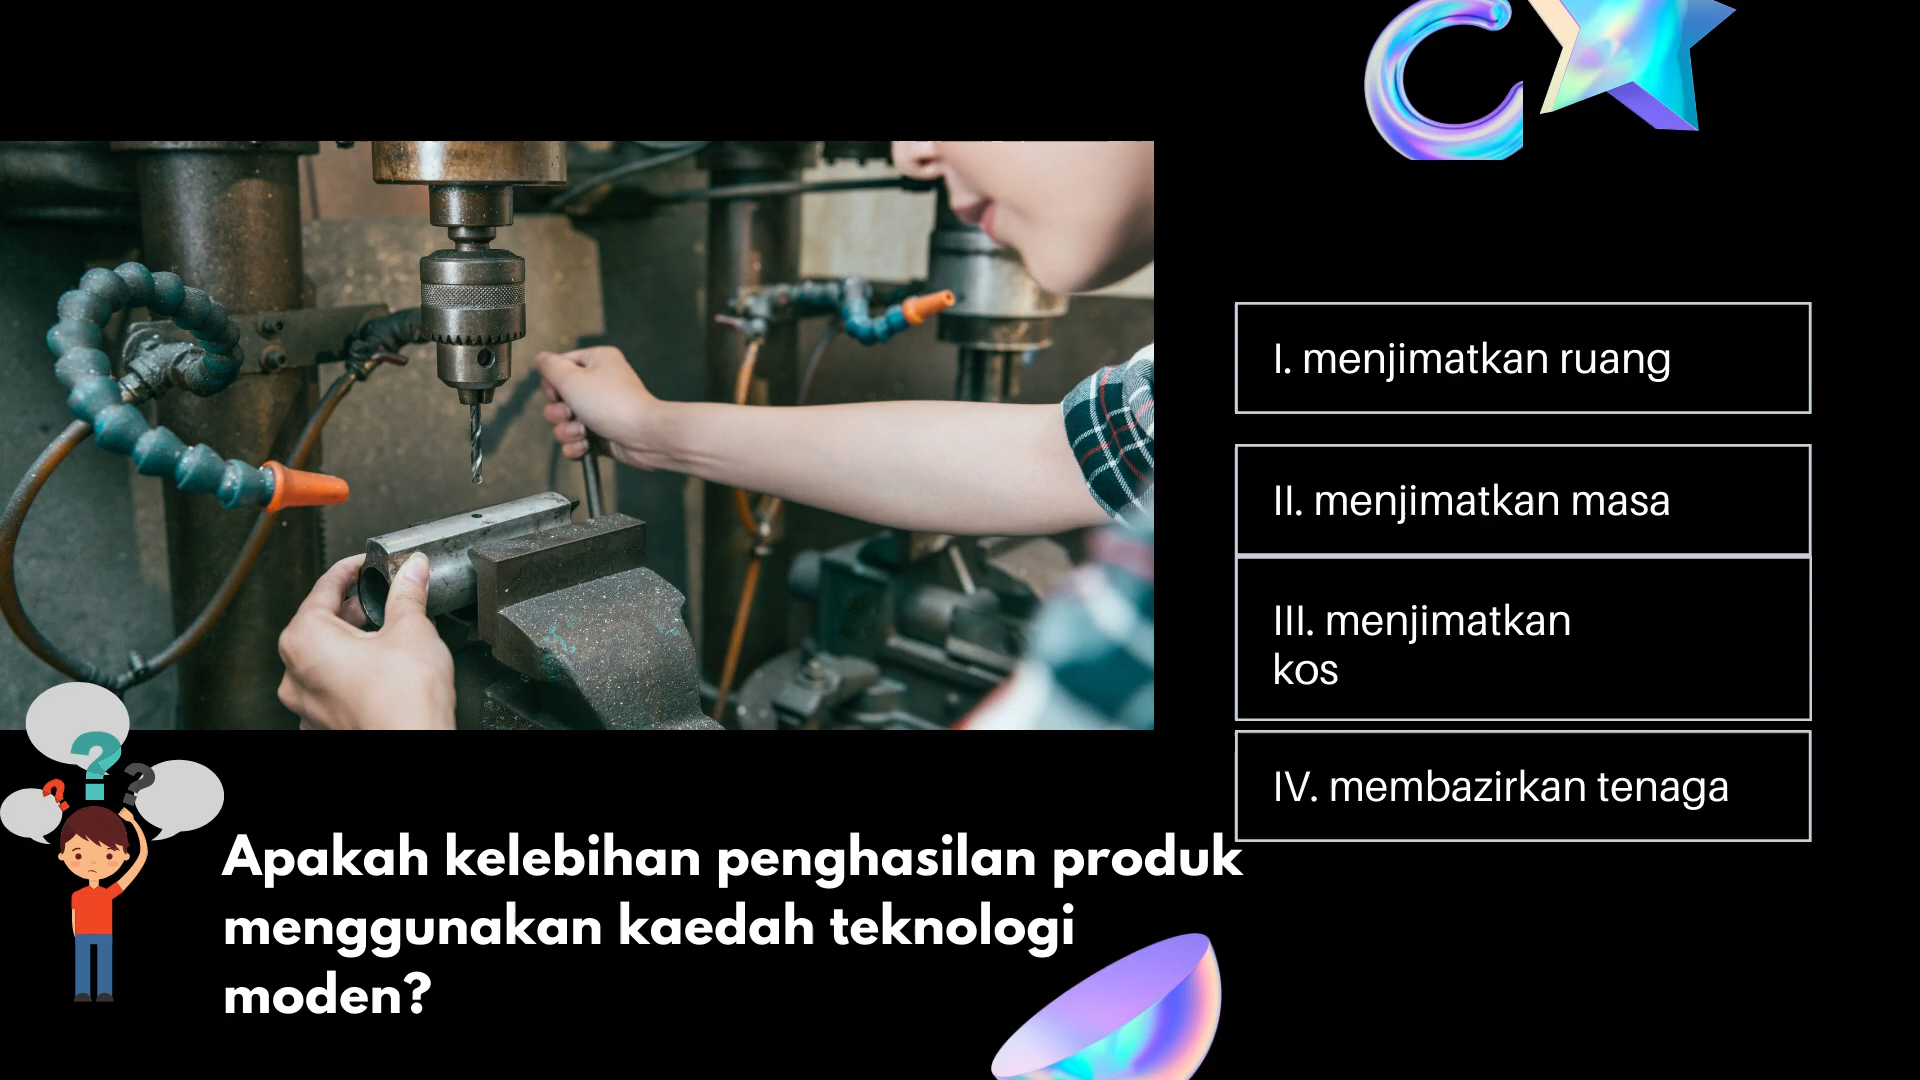 I. menjimatkan ruang
II. menjimatkan masa
III. menjimatkan
kos
IV. membazirkan tenaga
Apakah kelebihan penghasilan produk
menggunakan kaedah teknologi
moden?